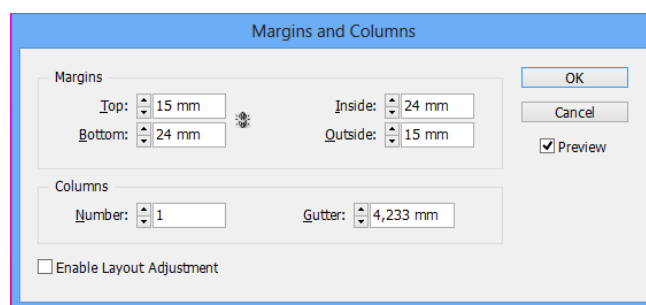 Margins and Columns
Margins
Top: 15 mm
Inside: 24 mm
Bottom: 24 mm
Outside: 15 mm
OK
Cancel
Preview
Columns
Number: 1
Gutter: 4,233 mm
Enable Layout Adjustment